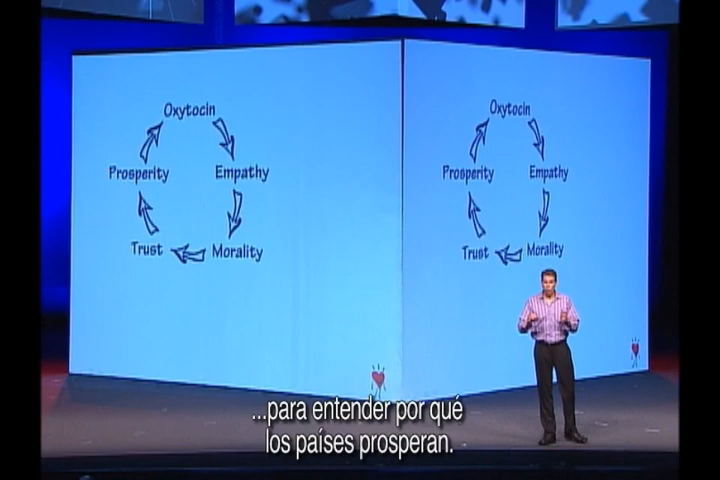 Oxytocin
Prosperity
Empathy
Trust
Morality
Oxytocin
Prosperity
Empathy
Trust
Morality
...para entender por qué
los países prosperan.